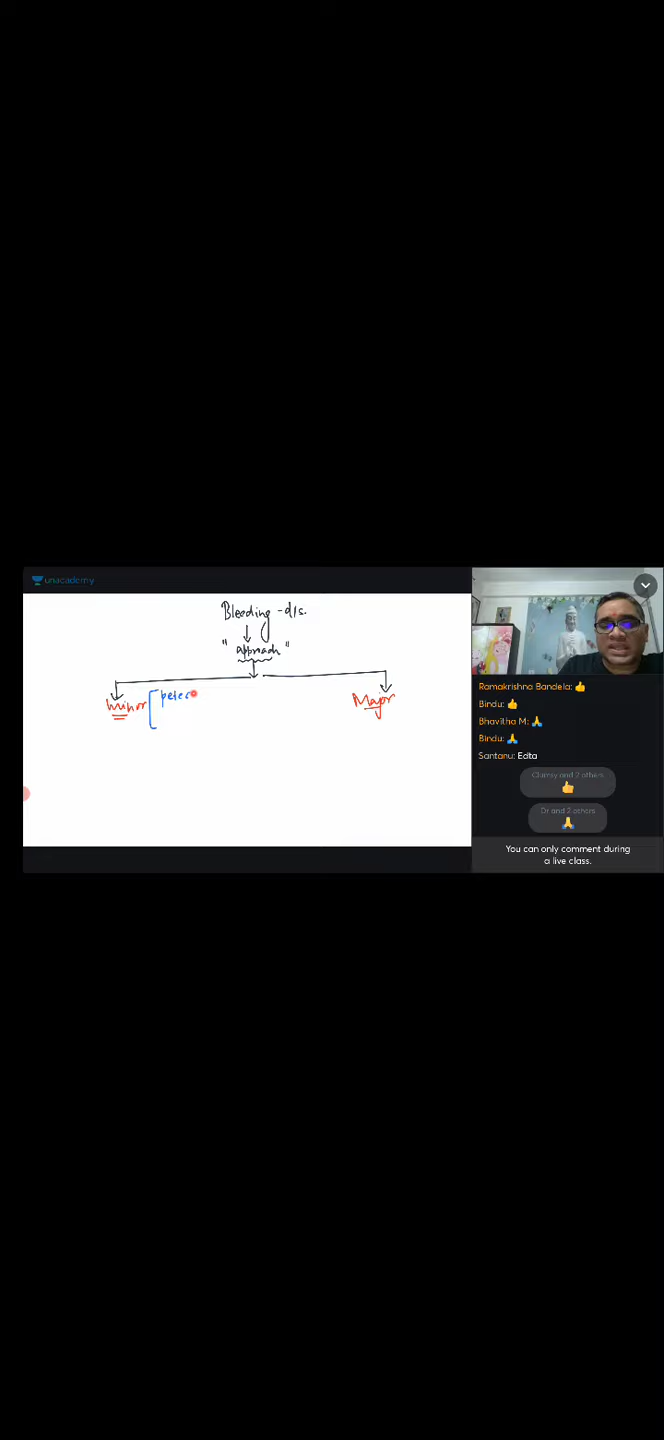 unacademy
Bleeding - d/s.
"approach"
minor [ petec
Major
Ramakrishna Bandela: 👍
Bindu: 👍
Bhavitha M: 🙏
Bindu: 🙏
Santanu: Edta
Clumsy and 2 others
👍
Dr and 2 others
🙏
You can only comment during
a live class.